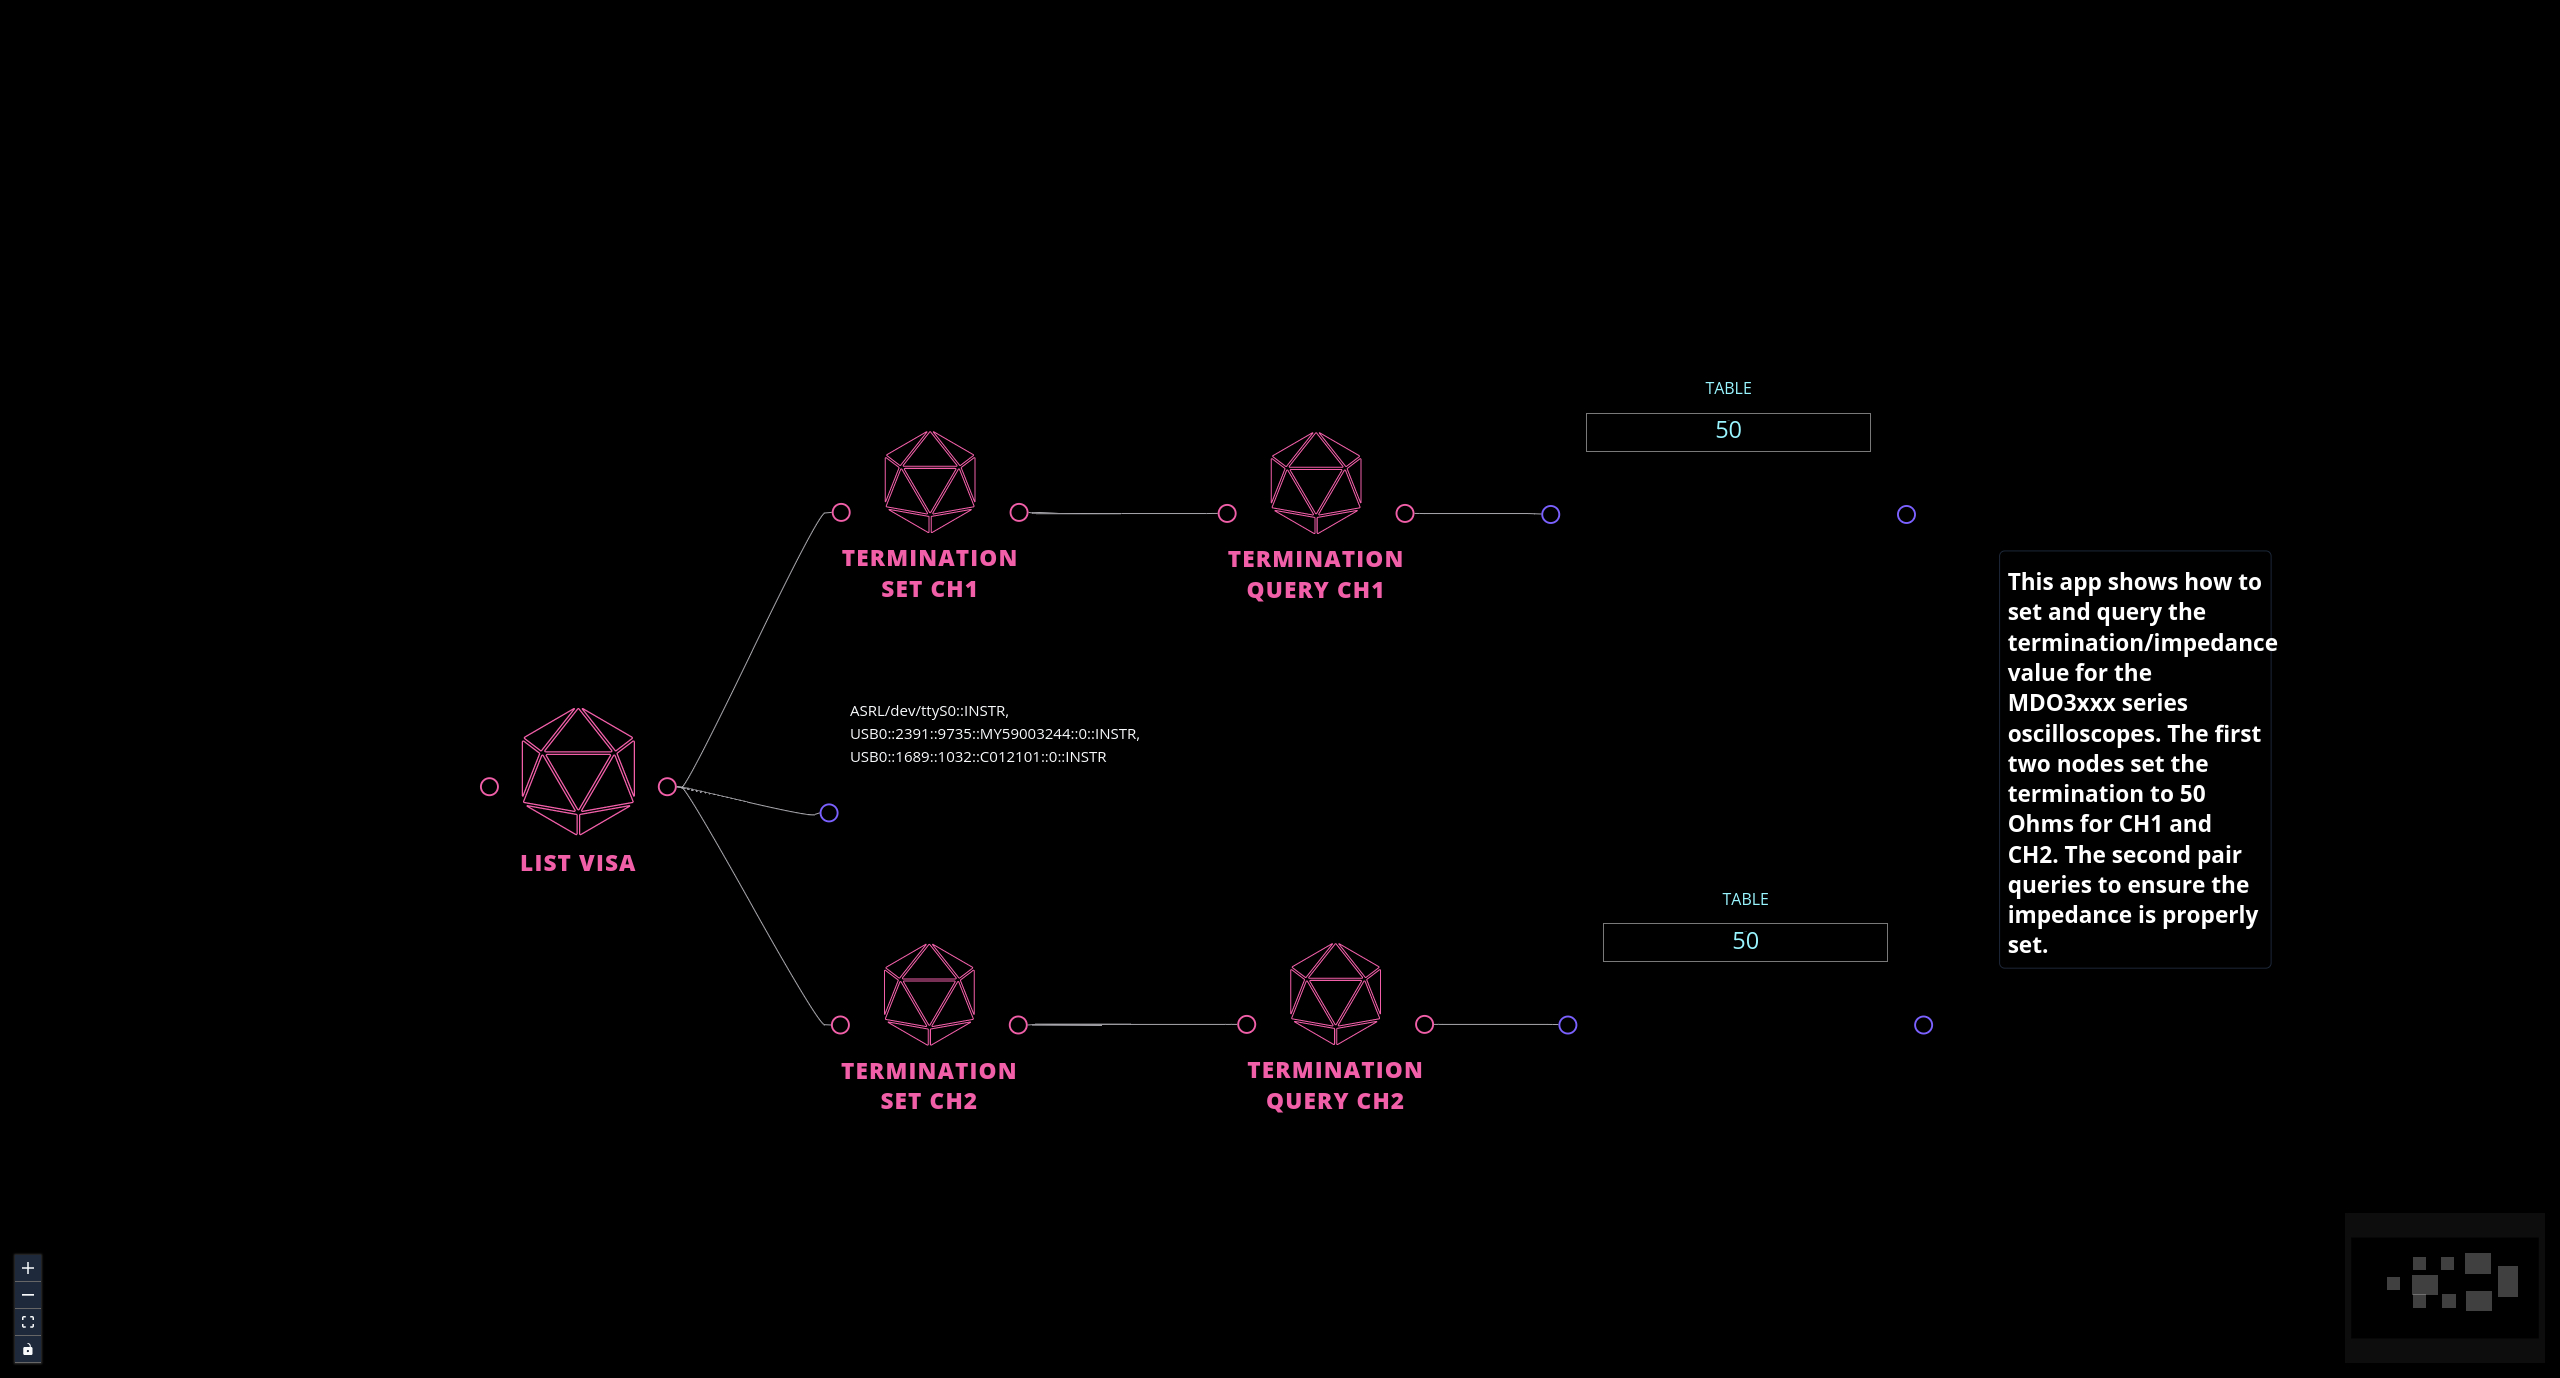 TABLE
50
TERMINATION
SET CH1
TERMINATION
QUERY CH1
ASRL/dev/ttyS0::INSTR,
USB0::2391::9735::MY59003244::0::INSTR,
USB0::1689::1032::C012101::0::INSTR
LIST VISA
TABLE
50
TERMINATION
SET CH2
TERMINATION
QUERY CH2
This app shows how to
set and query the
termination/impedance
value for the
MDO3xxx series
oscilloscopes. The first
two nodes set the
termination to 50
Ohms for CH1 and
CH2. The second pair
queries to ensure the
impedance is properly
set.